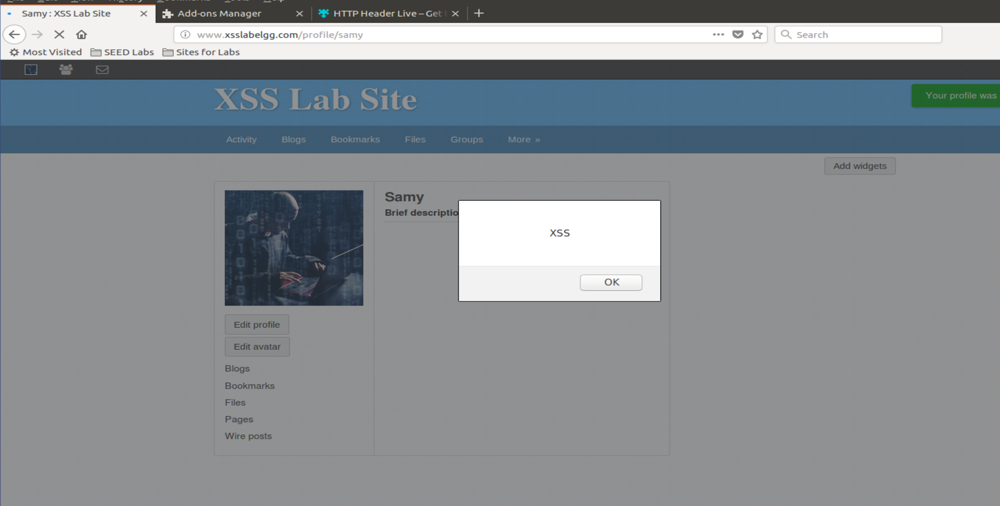 Samy : XSS Lab Site
Add-ons Manager
HTTP Header Live – Get t
www.xsslabelgg.com/profile/samy
Search
Most Visited
SEED Labs
Sites for Labs
XSS Lab Site
Your profile was
Activity
Blogs
Bookmarks
Files
Groups
More »
Add widgets
Samy
Brief descriptio
XSS
OK
Edit profile
Edit avatar
Blogs
Bookmarks
Files
Pages
Wire posts